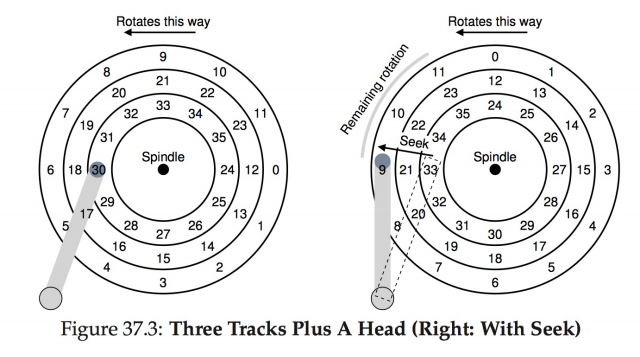 Rotates this way
9
8 10
21
20 22
7 33 11
32 34
19 23
31 35
Spindle
6 18 30 24 12 0
29 25
17 13
5 28 26 1
27
16 14
15
4 2
3
Rotates this way
Remaining rotation
0
11 1
12
23 13
10 24 2
35 25
22 14
34 26
Seek
Spindle
9 21 33 27 15 3
32 28
20 16
8 31 29 4
30
19 17
18
7 5
6
Figure 37.3: Three Tracks Plus A Head (Right: With Seek)